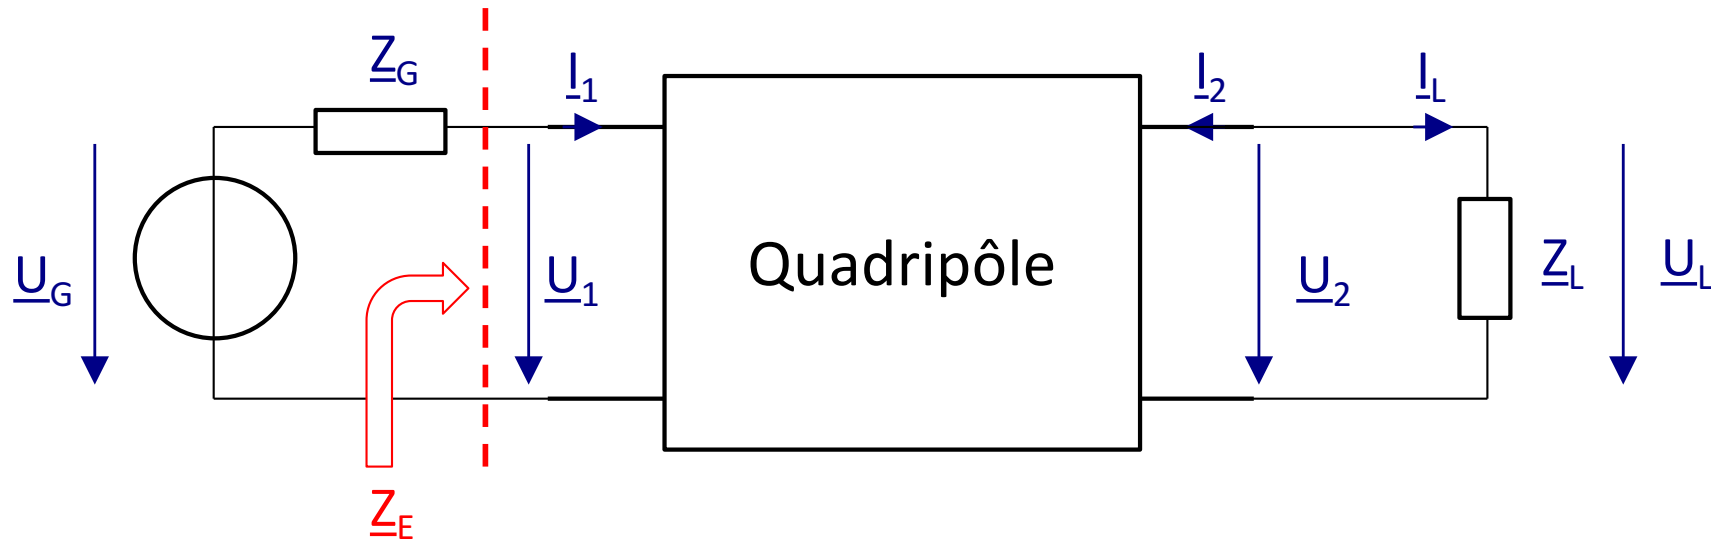 Z_G
I_1
I_2
I_L
U_G
U_1
Quadripôle
U_2
Z_L
U_L
Z_E